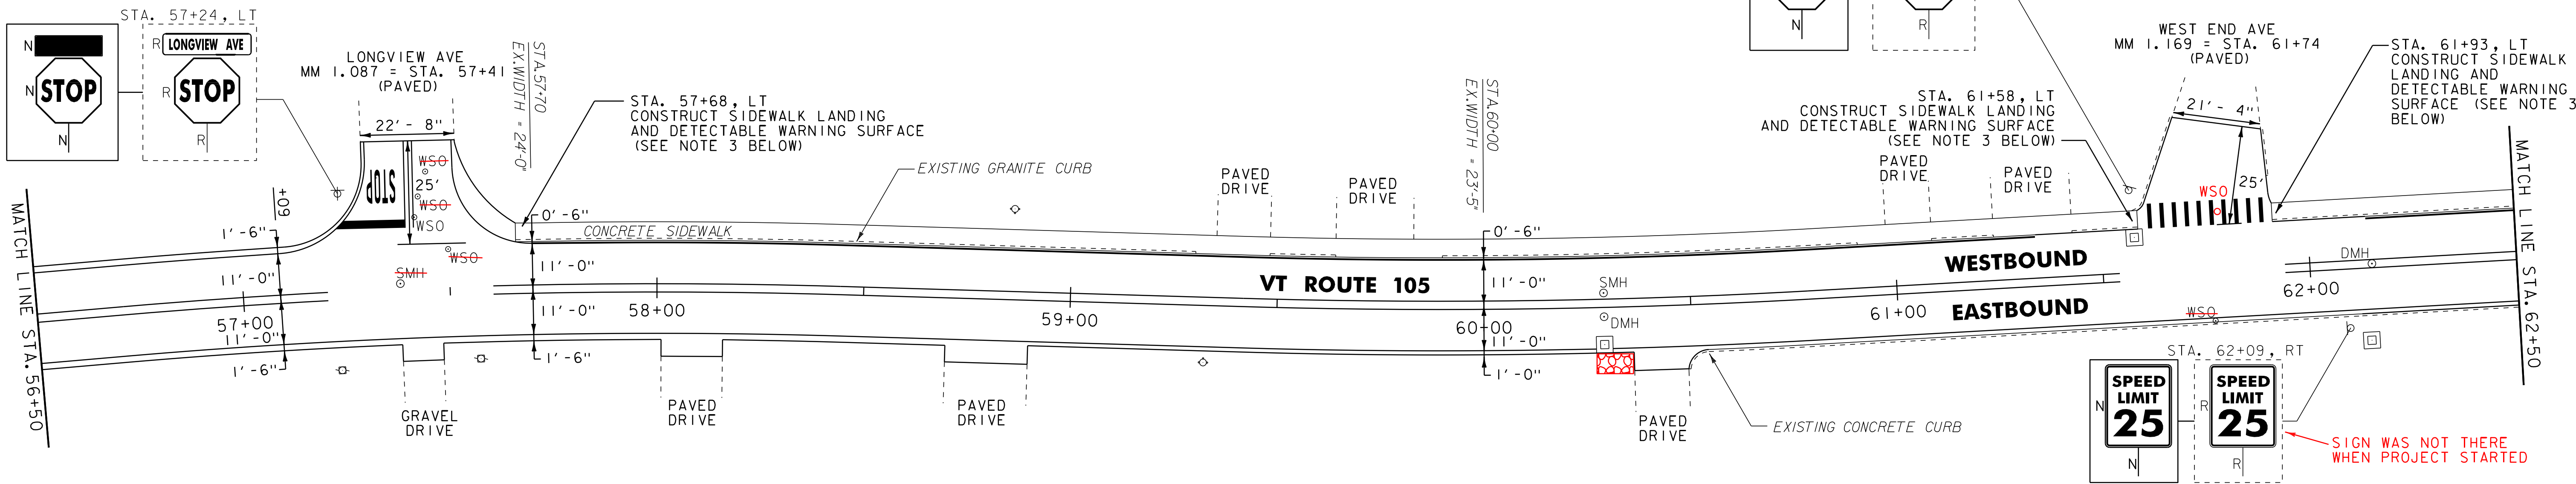 STA. 57+24, LT
N
R LONGVIEW AVE
N STOP
R STOP
N
R
LONGVIEW AVE
MM 1.087 = STA. 57+41
(PAVED)
22'-8"
STA.57+70
EX.WIDTH = 24'-0"
STA. 57+68, LT
CONSTRUCT SIDEWALK LANDING
AND DETECTABLE WARNING SURFACE
(SEE NOTE 3 BELOW)
EXISTING GRANITE CURB
STOP
WSO
25'
WSO
WSO
WSO
SMH
+09
MATCH LINE STA. 56+50
1'-6"
11'-0"
57+00
11'-0"
1'-6"
0'-6"
CONCRETE SIDEWALK
11'-0"
11'-0"
1'-6"
58+00
59+00
GRAVEL
DRIVE
PAVED
DRIVE
PAVED
DRIVE
PAVED
DRIVE
PAVED
DRIVE
VT ROUTE 105
STA.60+00
EX.WIDTH = 23'-5"
0'-6"
11'-0"
60+00
11'-0"
1'-0"
SMH
DMH
PAVED
DRIVE
EXISTING CONCRETE CURB
N
R
STA. 61+58, LT
CONSTRUCT SIDEWALK LANDING
AND DETECTABLE WARNING SURFACE
(SEE NOTE 3 BELOW)
PAVED
DRIVE
PAVED
DRIVE
WESTBOUND
61+00
EASTBOUND
WEST END AVE
MM 1.169 = STA. 61+74
(PAVED)
21'-4"
25'
WSO
STA. 61+93, LT
CONSTRUCT SIDEWALK
LANDING AND
DETECTABLE WARNING
SURFACE (SEE NOTE 3
BELOW)
DMH
62+00
WSO
MATCH LINE STA. 62+50
STA. 62+09, RT
N
SPEED
LIMIT
25
N
R
SPEED
LIMIT
25
R
SIGN WAS NOT THERE
WHEN PROJECT STARTED